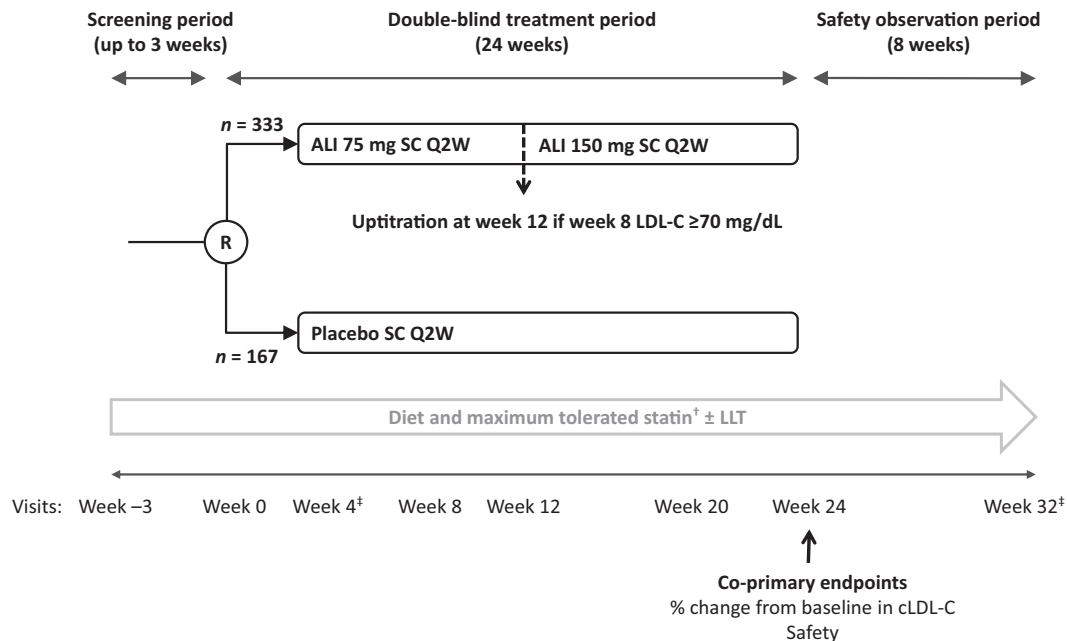 Screening period
(up to 3 weeks)
Double-blind treatment period
(24 weeks)
Safety observation period
(8 weeks)
n = 333
ALI 75 mg SC Q2W
ALI 150 mg SC Q2W
Uptitration at week 12 if week 8 LDL-C ≥70 mg/dL
R
Placebo SC Q2W
n = 167
Diet and maximum tolerated statin† ± LLT
Visits: Week –3 Week 0 Week 4‡ Week 8 Week 12 Week 20 Week 24 Week 32‡
Co-primary endpoints
% change from baseline in cLDL-C
Safety